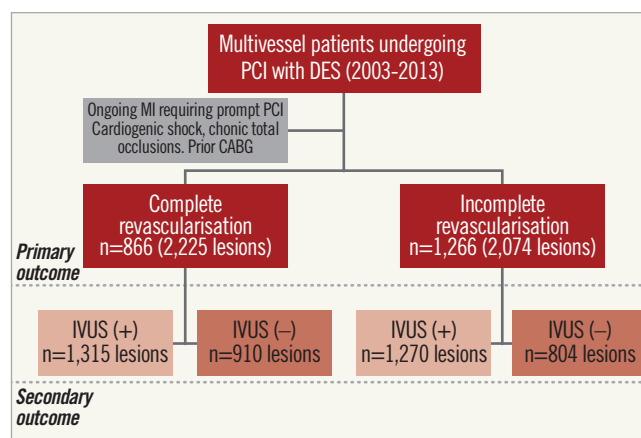 Multivessel patients undergoing
PCI with DES (2003-2013)
Ongoing MI requiring prompt PCI
Cardiogenic shock, chonic total
occlusions. Prior CABG
Complete
revascularisation
n=866 (2,225 lesions)
Incomplete
revascularisation
n=1,266 (2,074 lesions)
Primary
outcome
IVUS (+)
n=1,315 lesions
IVUS (–)
n=910 lesions
IVUS (+)
n=1,270 lesions
IVUS (–)
n=804 lesions
Secondary
outcome